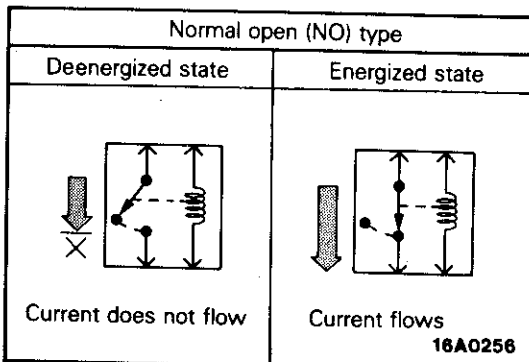 Normal open (NO) type
Deenergized state
Energized state
Current does not flow
Current flows
16A0256